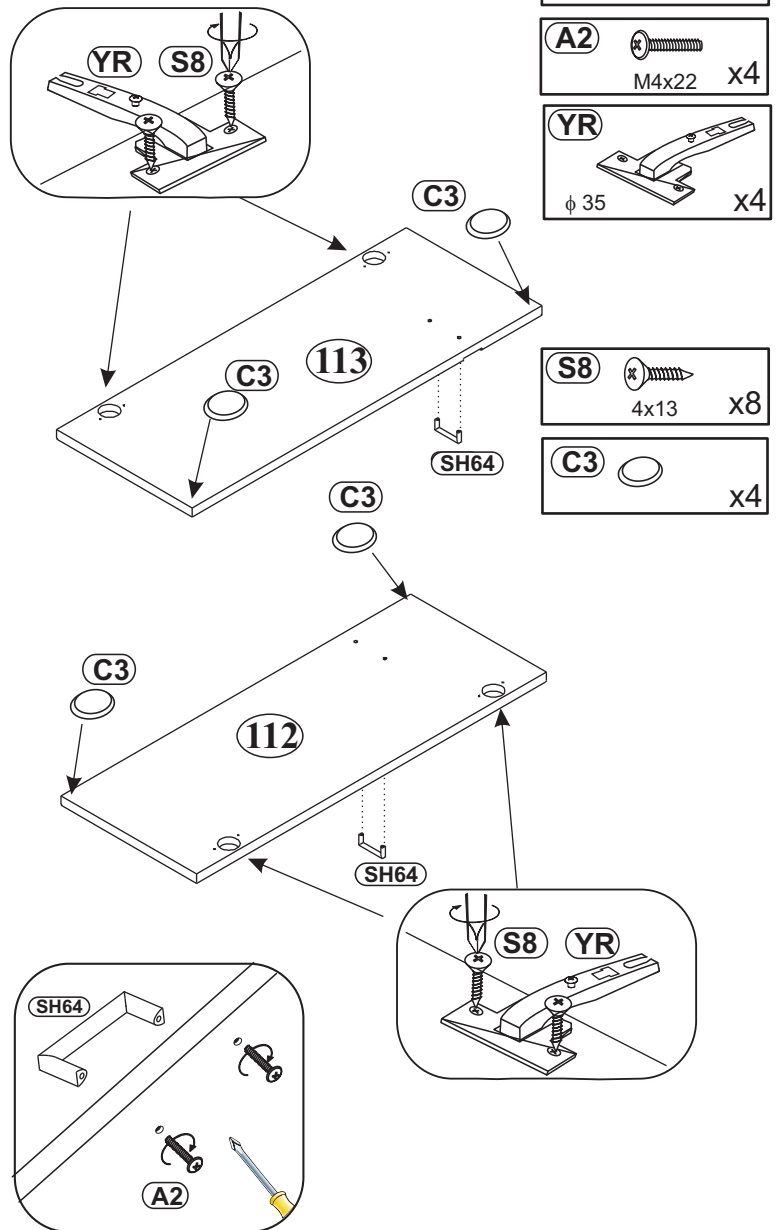 YR S8
A2
M4x22 x4
YR
ϕ 35 x4
C3
113
C3
SH64
S8
4x13 x8
C3
x4
C3
C3
112
SH64
S8 YR
SH64
A2